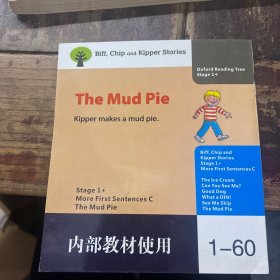 Biff, Chip and Kipper Stories
Oxford Reading Tree
Stage 1+
The Mud Pie
Kipper makes a mud pie.
Biff, Chip and
Kipper Stories
Stage 1+
More First Sentences C
The Ice Cream
Can You See Me?
Good Dog
What a DIN!
See Me Skip
The Mud Pie
Stage 1+
More First Sentences C
The Mud Pie
内部教材使用
1-60